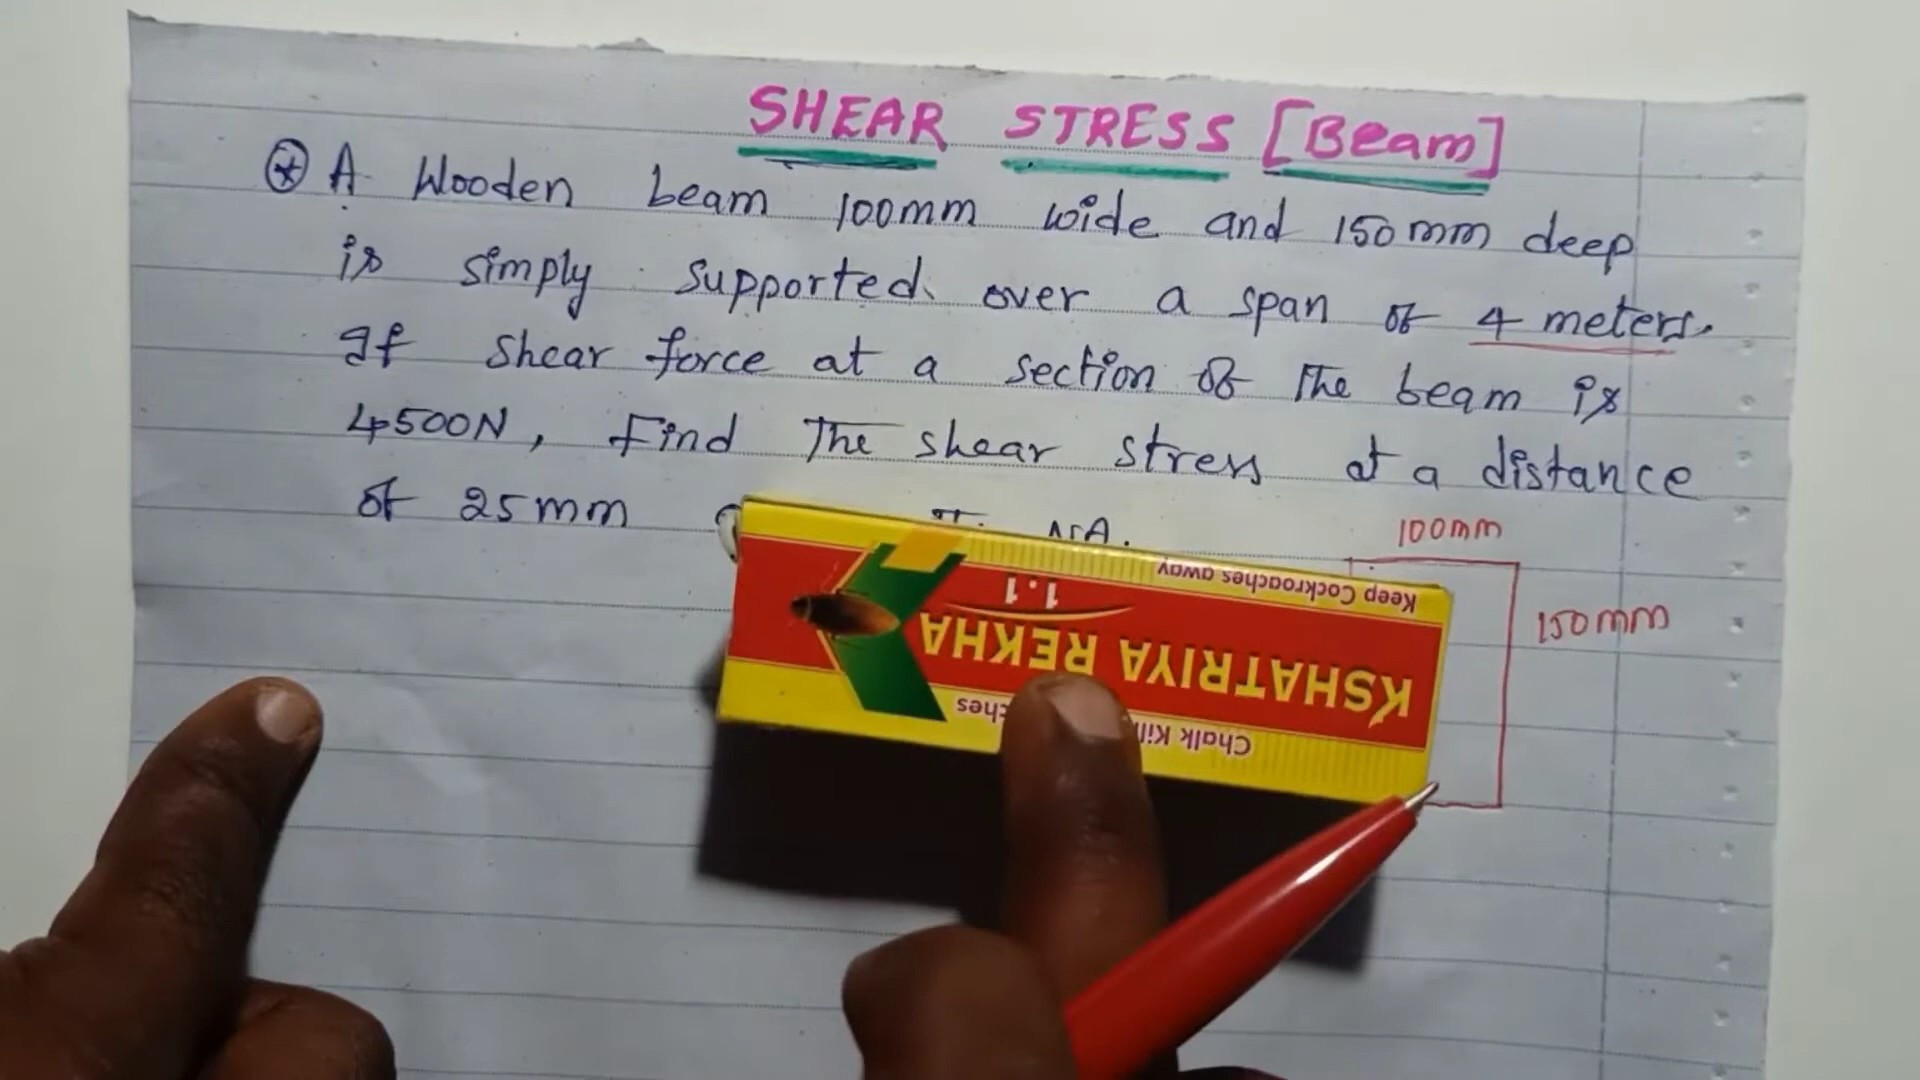 SHEAR STRESS [Beam]
A Wooden beam 100mm wide and 150mm deep
is simply supported over a span of 4 meters.
If shear force at a section of the beam is
4500N, Find the shear stress at a distance
of 25mm NA.
100mm
150mm
Keep Cockroaches away
1.1
KSHATRIYA REKHA
Chalk